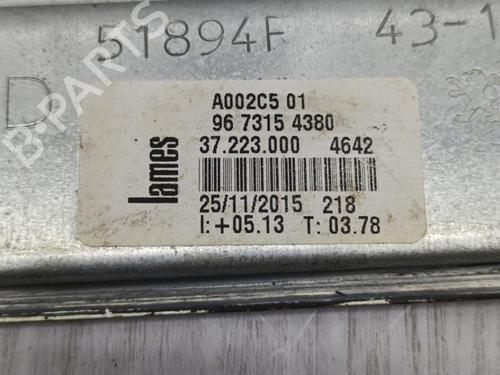 51894F 43-1
D
A002C5 01
96 7315 4380
37.223.000 4642
lames
25/11/2015 218
I:+05.13 T: 03.78
B-PARTS